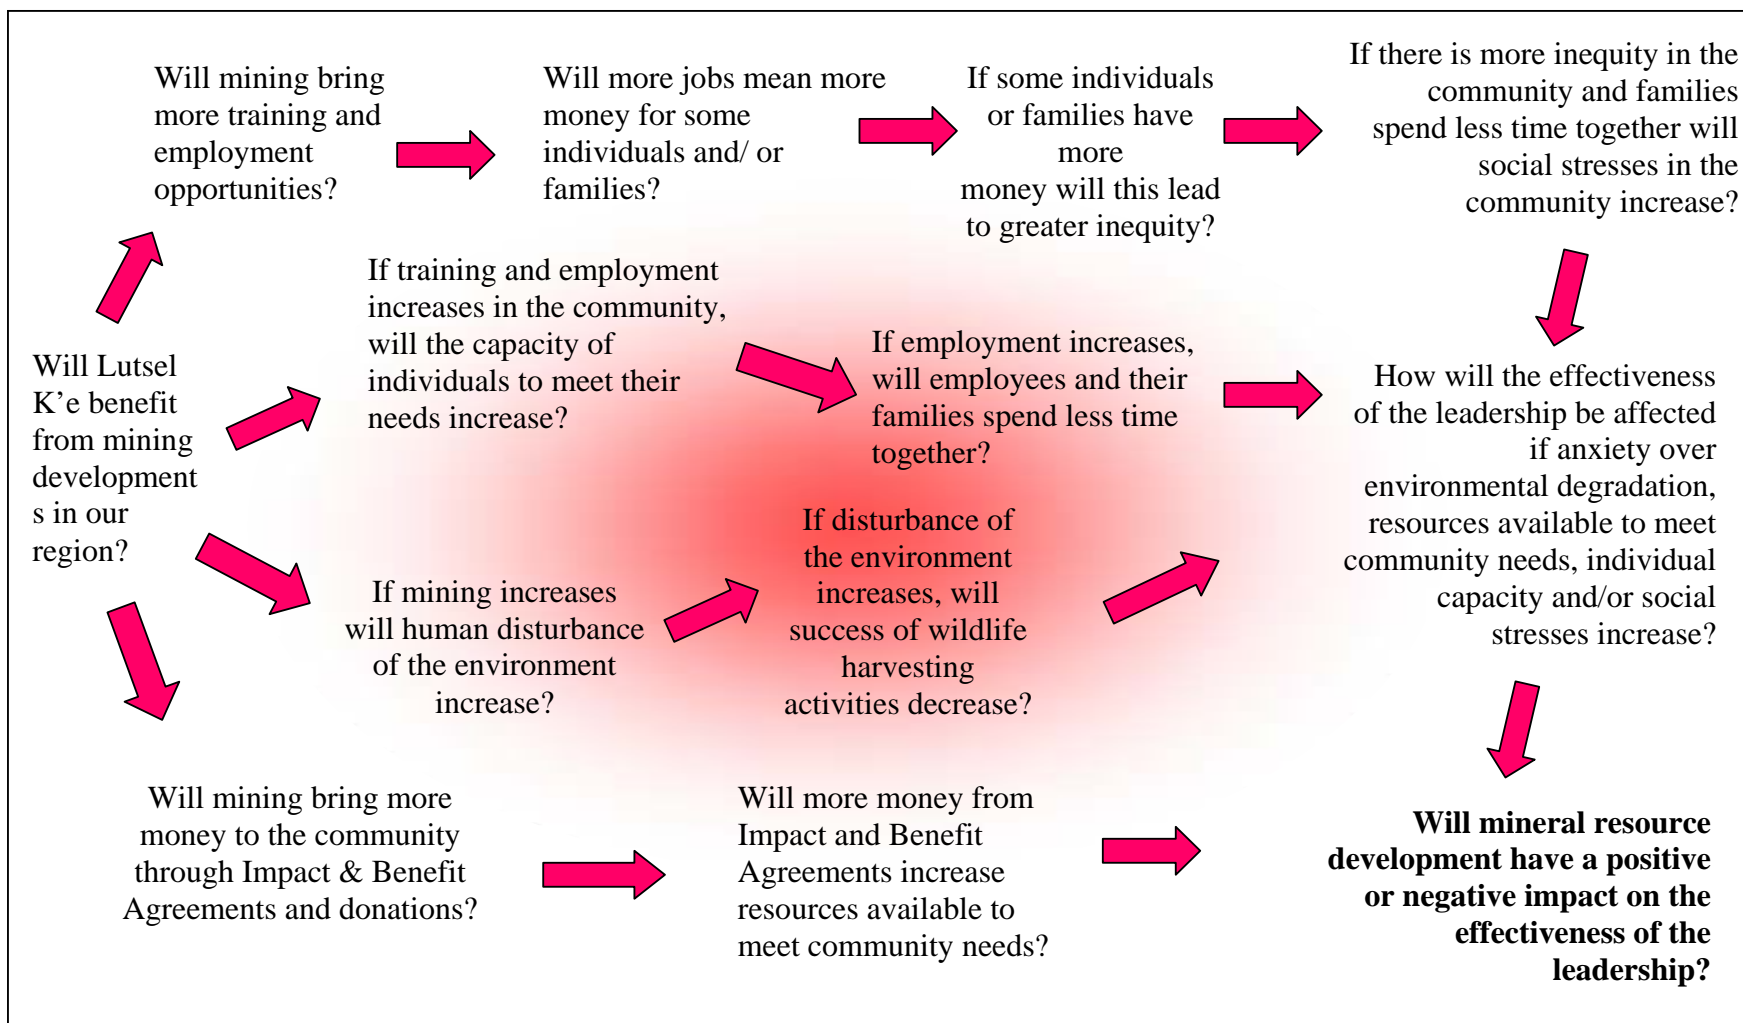 Will mining bring
more training and
employment
opportunities?
Will more jobs mean more
money for some
individuals and/ or
families?
If some individuals
or families have
more
money will this lead
to greater inequity?
If there is more inequity in the
community and families
spend less time together will
social stresses in the
community increase?
Will Lutsel
K’e benefit
from mining
development
s in our
region?
If training and employment
increases in the community,
will the capacity of
individuals to meet their
needs increase?
If employment increases,
will employees and their
families spend less time
together?
How will the effectiveness
of the leadership be affected
if anxiety over
environmental degradation,
resources available to meet
community needs, individual
capacity and/or social
stresses increase?
If mining increases
will human disturbance
of the environment
increase?
If disturbance of
the environment
increases, will
success of wildlife
harvesting
activities decrease?
Will mining bring more
money to the community
through Impact & Benefit
Agreements and donations?
Will more money from
Impact and Benefit
Agreements increase
resources available to
meet community needs?
Will mineral resource
development have a positive
or negative impact on the
effectiveness of the
leadership?